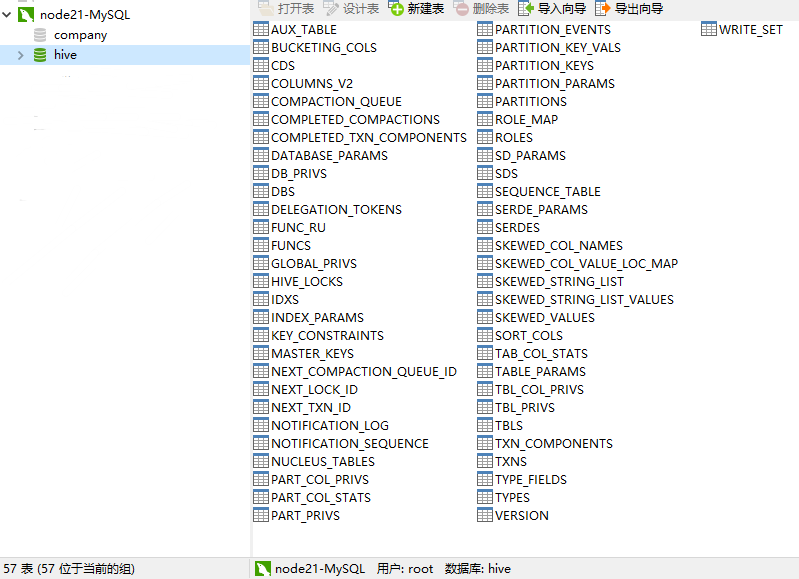 node21-MySQL
company
hive
打开表 设计表 新建表 删除表 导入向导 导出向导
AUX_TABLE
BUCKETING_COLS
CDS
COLUMNS_V2
COMPACTION_QUEUE
COMPLETED_COMPACTIONS
COMPLETED_TXN_COMPONENTS
DATABASE_PARAMS
DB_PRIVS
DBS
DELEGATION_TOKENS
FUNC_RU
FUNCS
GLOBAL_PRIVS
HIVE_LOCKS
IDXS
INDEX_PARAMS
KEY_CONSTRAINTS
MASTER_KEYS
NEXT_COMPACTION_QUEUE_ID
NEXT_LOCK_ID
NEXT_TXN_ID
NOTIFICATION_LOG
NOTIFICATION_SEQUENCE
NUCLEUS_TABLES
PART_COL_PRIVS
PART_COL_STATS
PART_PRIVS
PARTITION_EVENTS
PARTITION_KEY_VALS
PARTITION_KEYS
PARTITION_PARAMS
PARTITIONS
ROLE_MAP
ROLES
SD_PARAMS
SDS
SEQUENCE_TABLE
SERDE_PARAMS
SERDES
SKEWED_COL_NAMES
SKEWED_COL_VALUE_LOC_MAP
SKEWED_STRING_LIST
SKEWED_STRING_LIST_VALUES
SKEWED_VALUES
SORT_COLS
TAB_COL_STATS
TABLE_PARAMS
TBL_COL_PRIVS
TBL_PRIVS
TBLS
TXN_COMPONENTS
TXNS
TYPE_FIELDS
TYPES
VERSION
WRITE_SET
57 表 (57 位于当前的组)
node21-MySQL 用户: root 数据库: hive